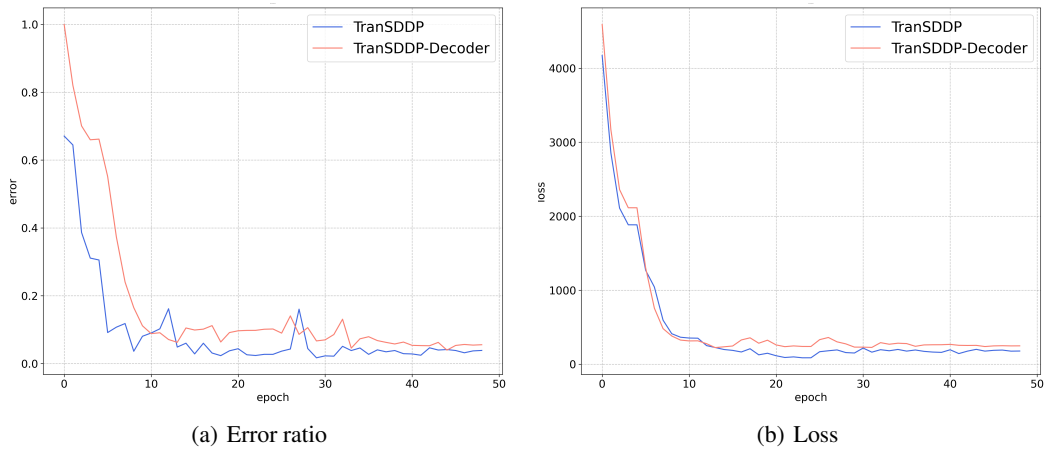 TranSDDP
TranSDDP-Decoder
1.0
0.8
0.6
0.4
0.2
0.0
error
0
10
20
30
40
50
epoch
(a) Error ratio
TranSDDP
TranSDDP-Decoder
4000
3000
2000
1000
0
loss
0
10
20
30
40
50
epoch
(b) Loss